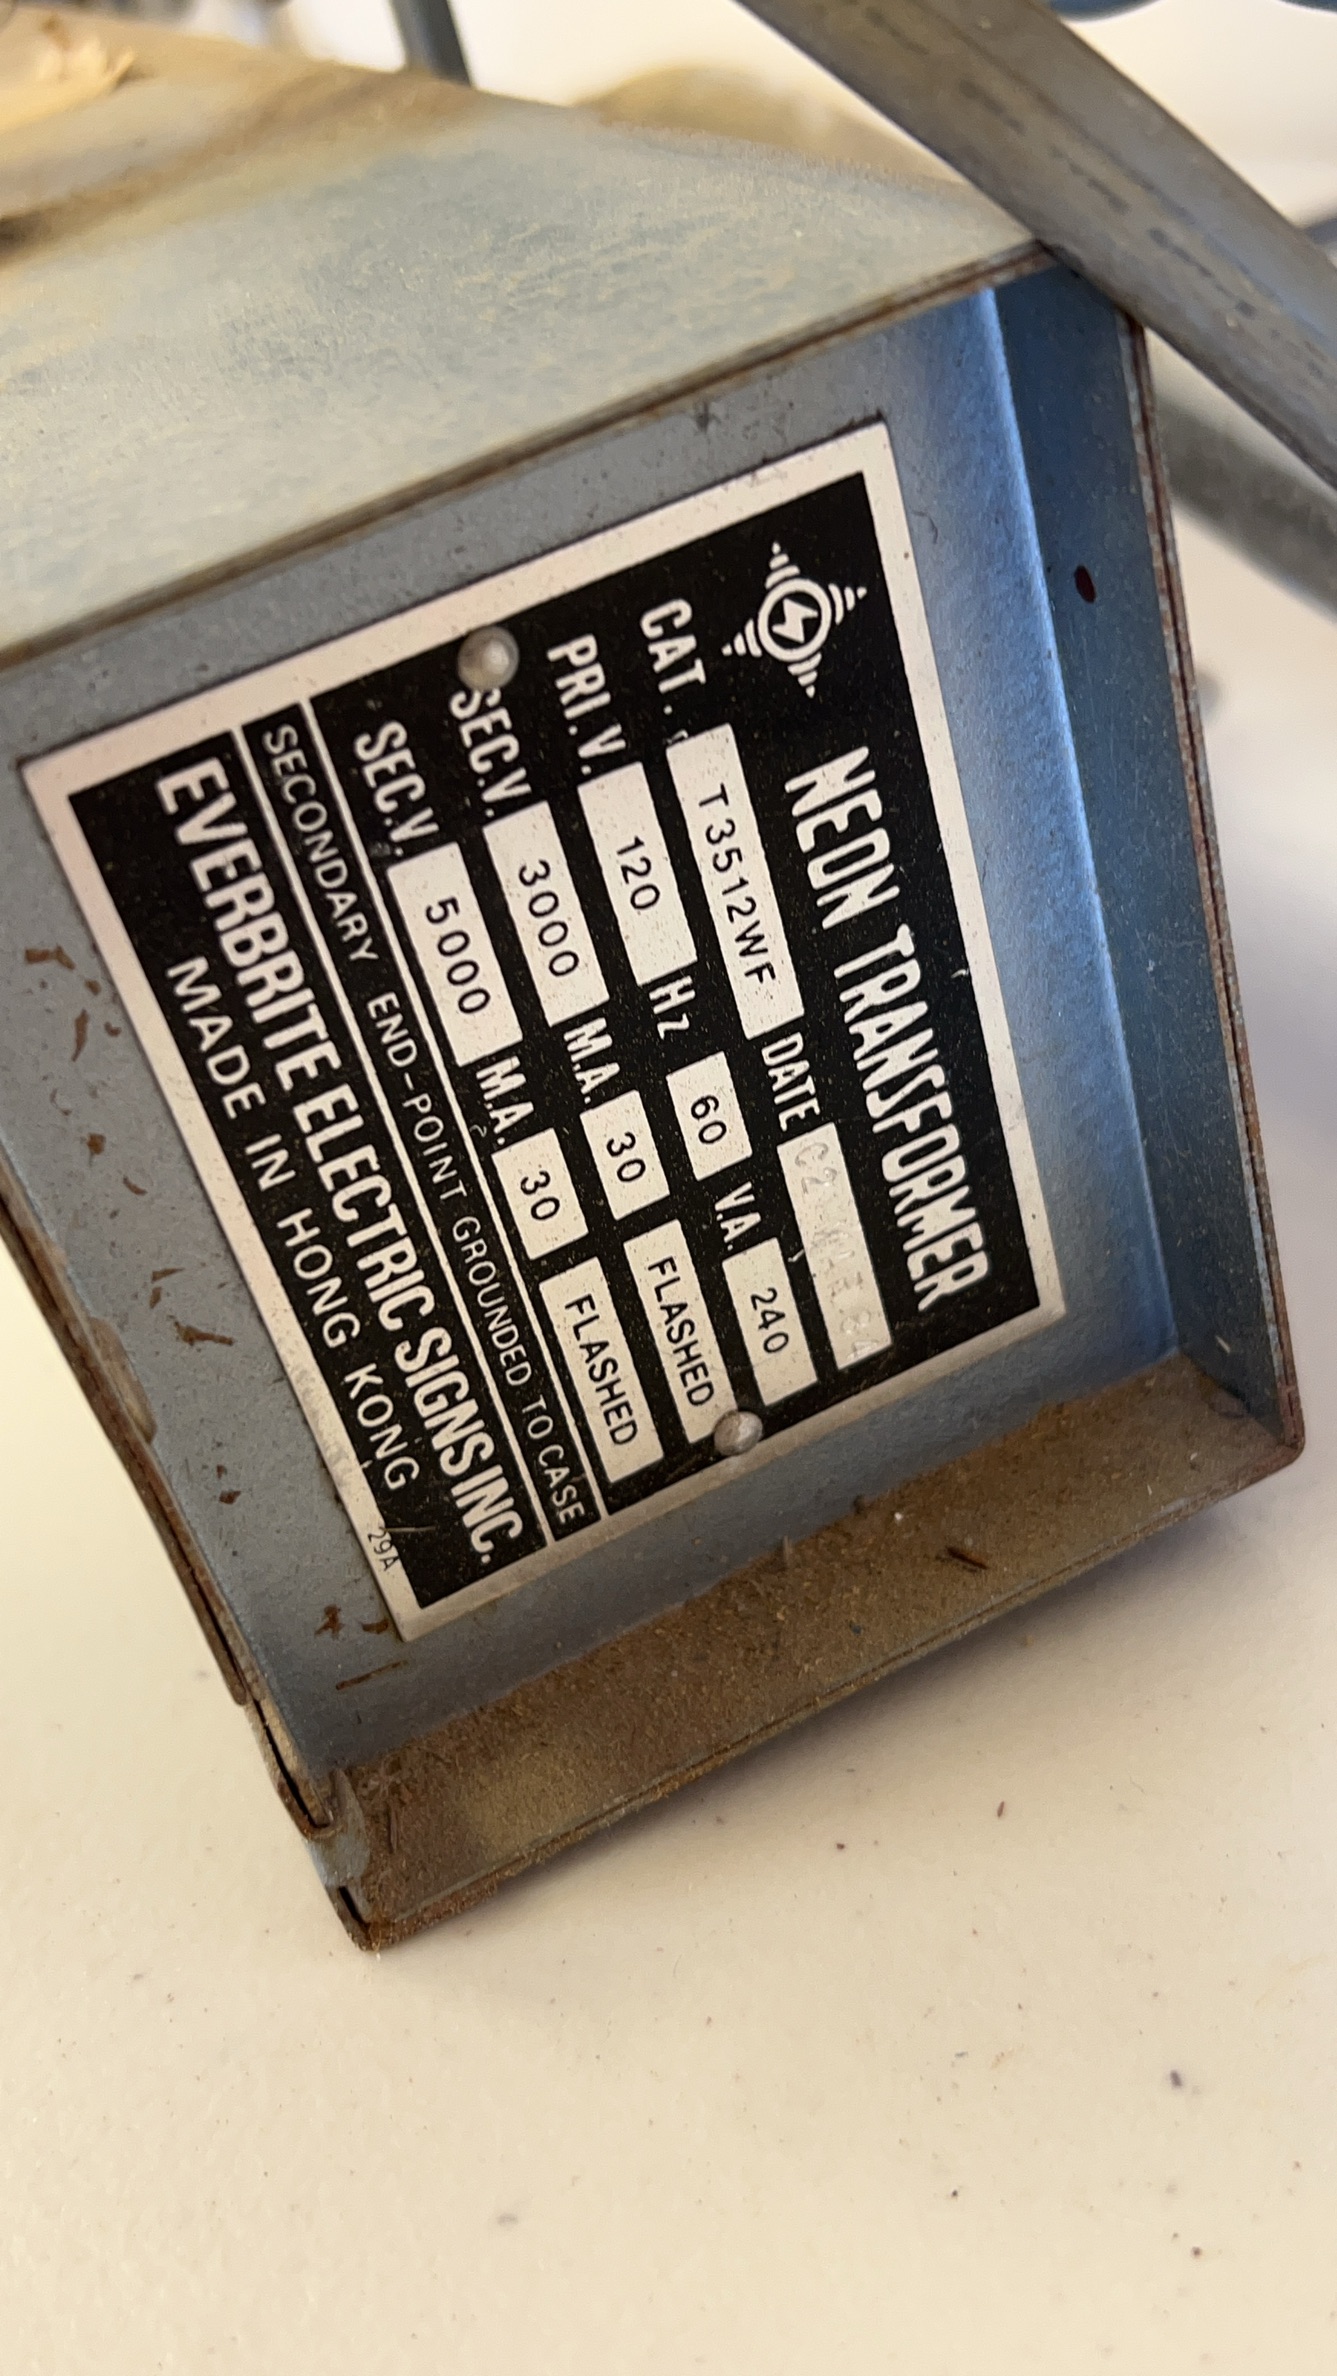 NEON TRANSFORMER
CAT. T3512WF DATE
PRI.V. 120 Hz 60 V.A. 240
SEC.V. 3000 M.A. 30 FLASHED
SEC.V. 5000 M.A. 30 FLASHED
SECONDARY END-POINT GROUNDED TO CASE
EVERBRITE ELECTRIC SIGNS INC.
MADE IN HONG KONG
29A